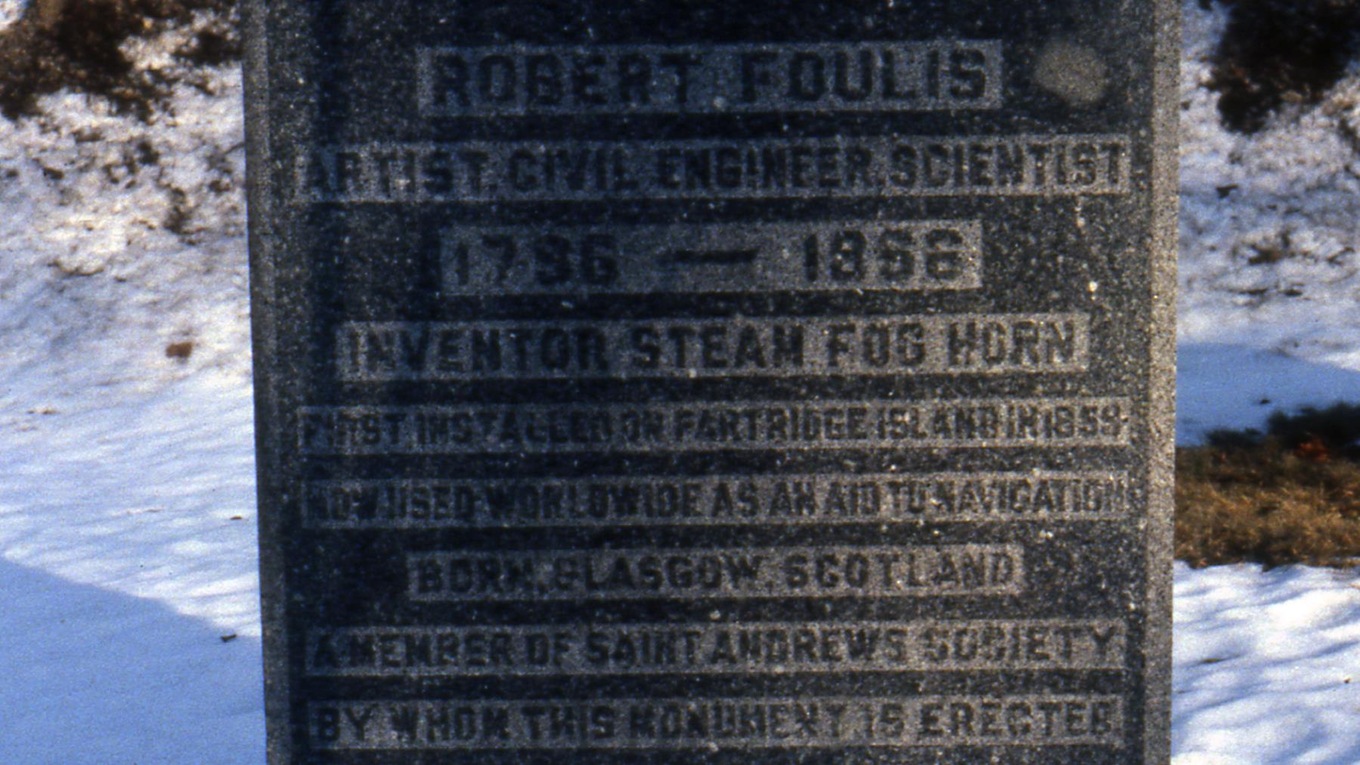 ROBERT FOULIS
ARTIST, CIVIL ENGINEER, SCIENTIST
1796 — 1866
INVENTOR STEAM FOG HORN
FIRST INSTALLED ON PARTRIDGE ISLAND IN 1859
NOW USED WORLDWIDE AS AN AID TO NAVIGATION
BORN, GLASGOW, SCOTLAND
A MEMBER OF SAINT ANDREWS SOCIETY
BY WHOM THIS MONUMENT IS ERECTED